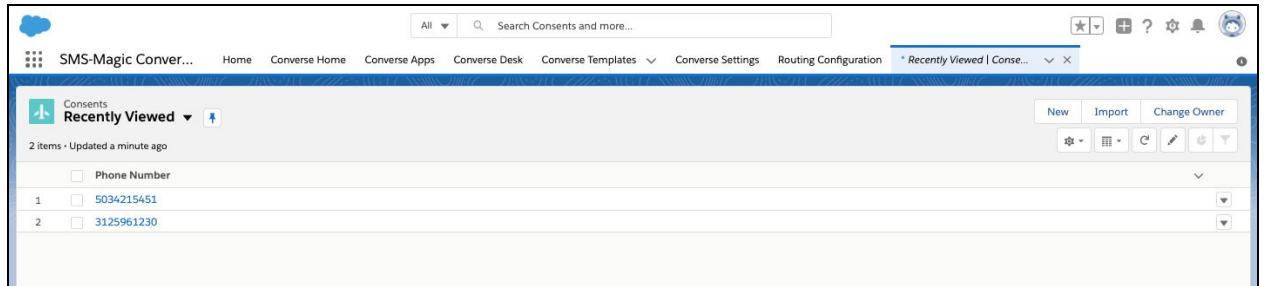 All Search Consents and more...
SMS-Magic Conver... Home Converse Home Converse Apps Converse Desk Converse Templates Converse Settings Routing Configuration * Recently Viewed | Conse...
Consents
Recently Viewed
New Import Change Owner
2 items • Updated a minute ago
Phone Number
1 5034215451
2 3125961230